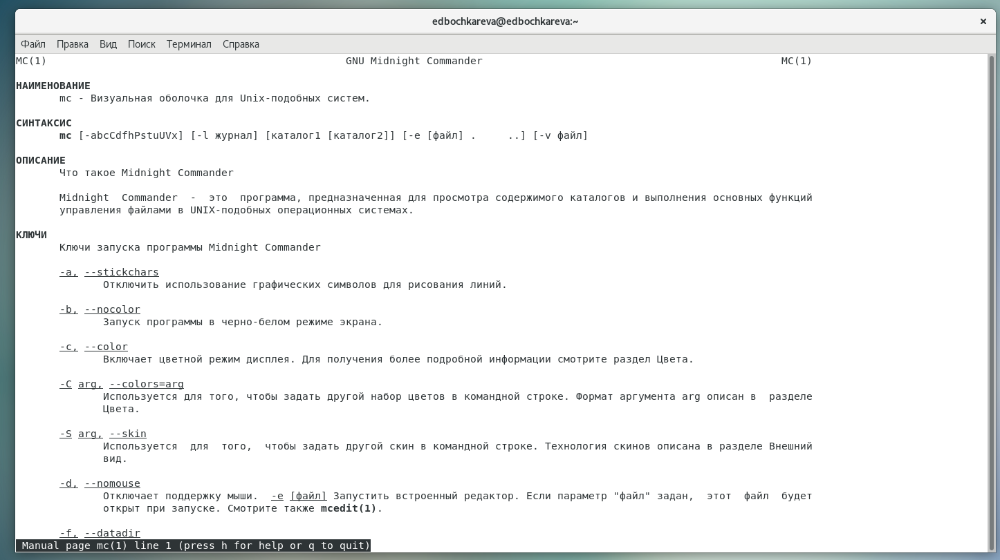 edbochkareva@edbochkareva:~ ×
Файл Правка Вид Поиск Терминал Справка
MC(1) GNU Midnight Commander MC(1)
НАИМЕНОВАНИЕ
mc - Визуальная оболочка для Unix-подобных систем.
СИНТАКСИС
mc [-abcCdfhPstuUVx] [-l журнал] [каталог1 [каталог2]] [-e [файл] . ..] [-v файл]
ОПИСАНИЕ
Что такое Midnight Commander
Midnight Commander - это программа, предназначенная для просмотра содержимого каталогов и выполнения основных функций
управления файлами в UNIX-подобных операционных системах.
КЛЮЧИ
Ключи запуска программы Midnight Commander
-a, --stickchars
Отключить использование графических символов для рисования линий.
-b, --nocolor
Запуск программы в черно-белом режиме экрана.
-c, --color
Включает цветной режим дисплея. Для получения более подробной информации смотрите раздел Цвета.
-C arg, --colors=arg
Используется для того, чтобы задать другой набор цветов в командной строке. Формат аргумента arg описан в разделе
Цвета.
-S arg, --skin
Используется для того, чтобы задать другой скин в командной строке. Технология скинов описана в разделе Внешний
вид.
-d, --nomouse
Отключает поддержку мыши. -e [файл] Запустить встроенный редактор. Если параметр "файл" задан, этот файл будет
открыт при запуске. Смотрите также mcedit(1).
-f, --datadir
Manual page mc(1) line 1 (press h for help or q to quit)